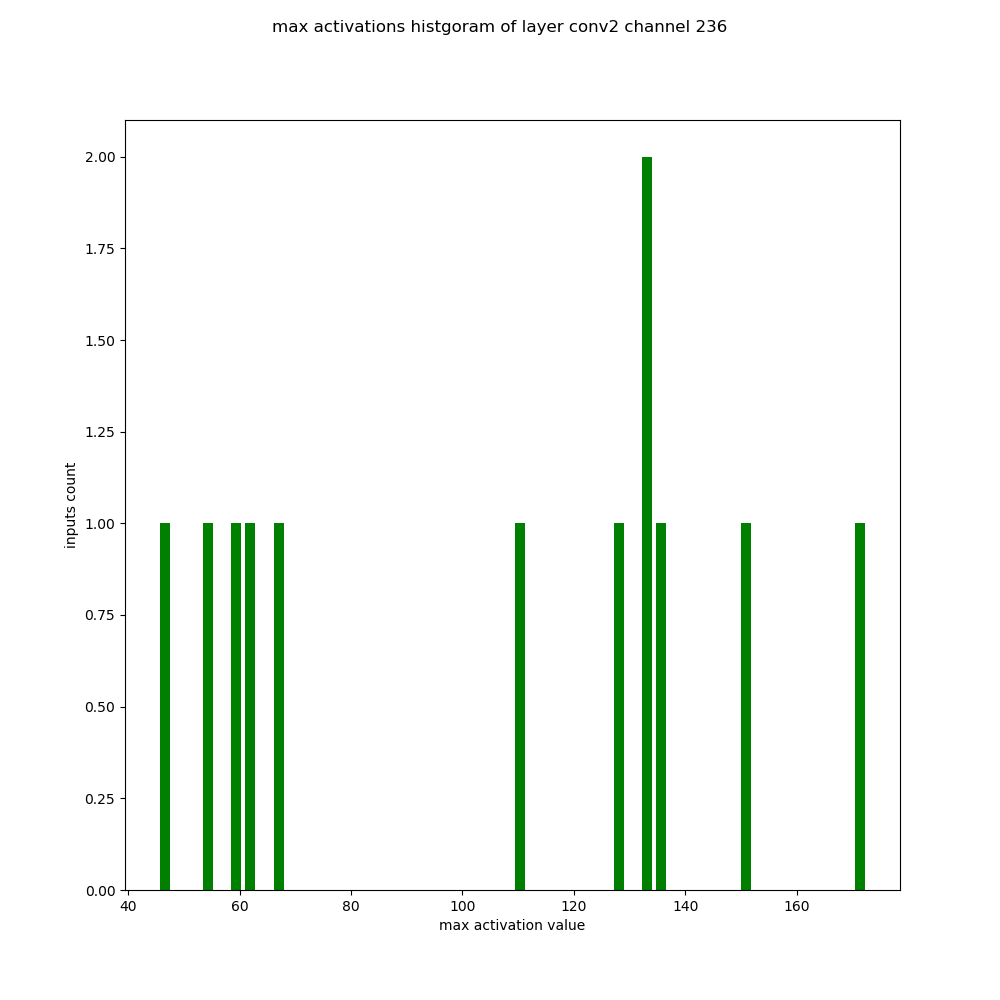 max activations histgoram of layer conv2 channel 236
2.00
1.75
1.50
1.25
1.00
0.75
0.50
0.25
0.00
inputs count
40 60 80 100 120 140 160
max activation value